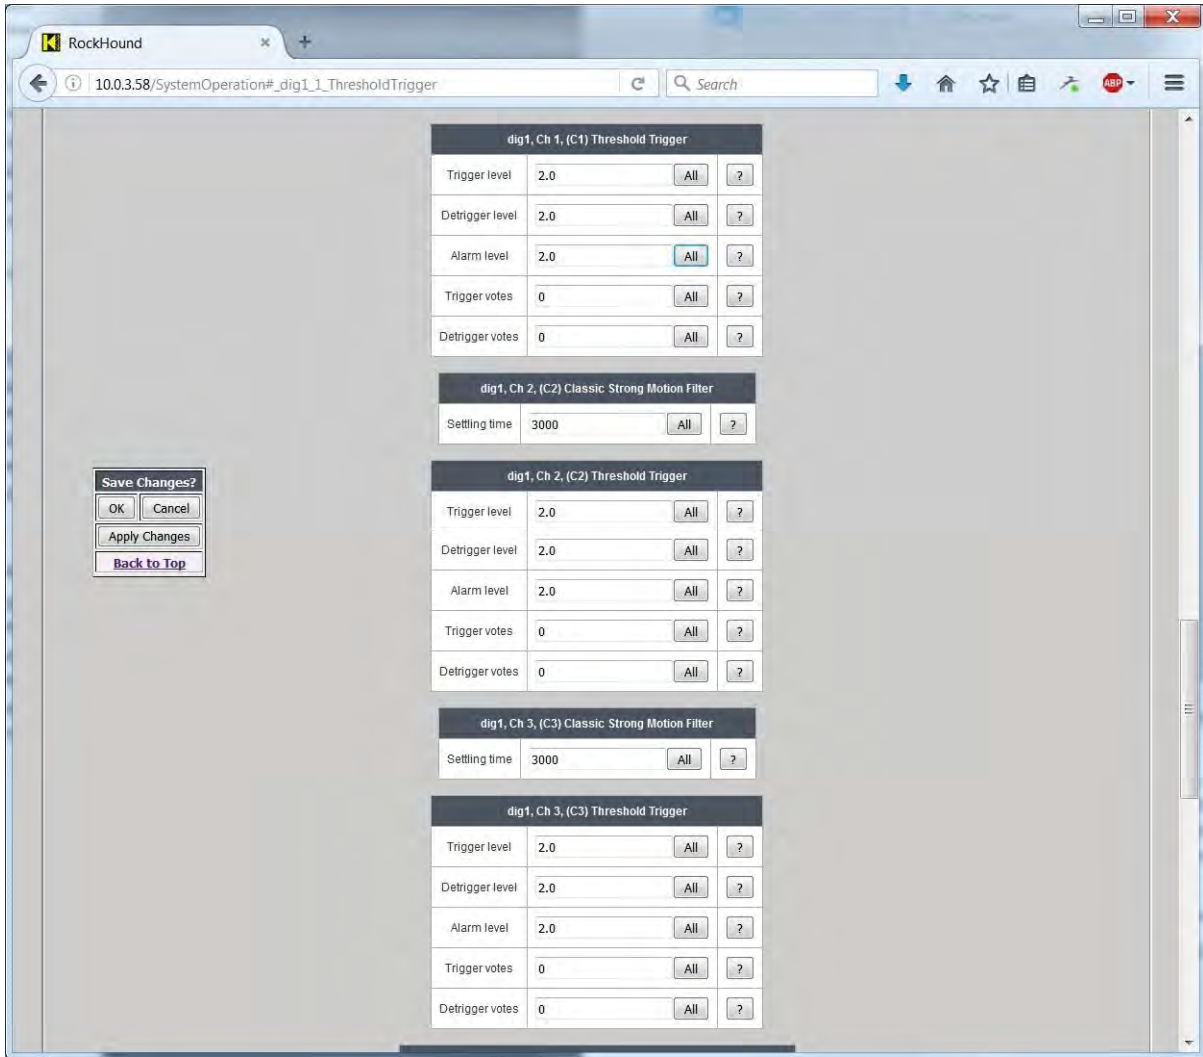 RockHound
10.0.3.58/SystemOperation#_dig1_1_ThresholdTrigger
Search
ABP
dig1, Ch 1, (C1) Threshold Trigger
Trigger level 2.0 All ?
Detrigger level 2.0 All ?
Alarm level 2.0 All ?
Trigger votes 0 All ?
Detrigger votes 0 All ?
dig1, Ch 2, (C2) Classic Strong Motion Filter
Settling time 3000 All ?
Save Changes?
OK Cancel
Apply Changes
Back to Top
dig1, Ch 2, (C2) Threshold Trigger
Trigger level 2.0 All ?
Detrigger level 2.0 All ?
Alarm level 2.0 All ?
Trigger votes 0 All ?
Detrigger votes 0 All ?
dig1, Ch 3, (C3) Classic Strong Motion Filter
Settling time 3000 All ?
dig1, Ch 3, (C3) Threshold Trigger
Trigger level 2.0 All ?
Detrigger level 2.0 All ?
Alarm level 2.0 All ?
Trigger votes 0 All ?
Detrigger votes 0 All ?